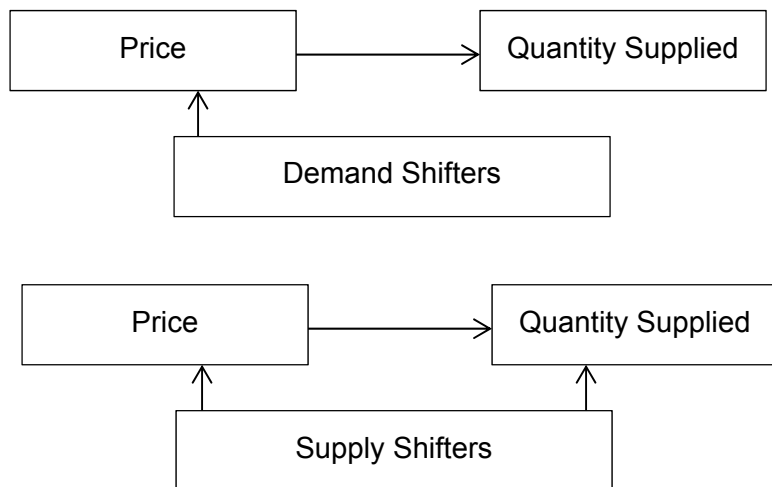 Price
Quantity Supplied
Demand Shifters
Price
Quantity Supplied
Supply Shifters